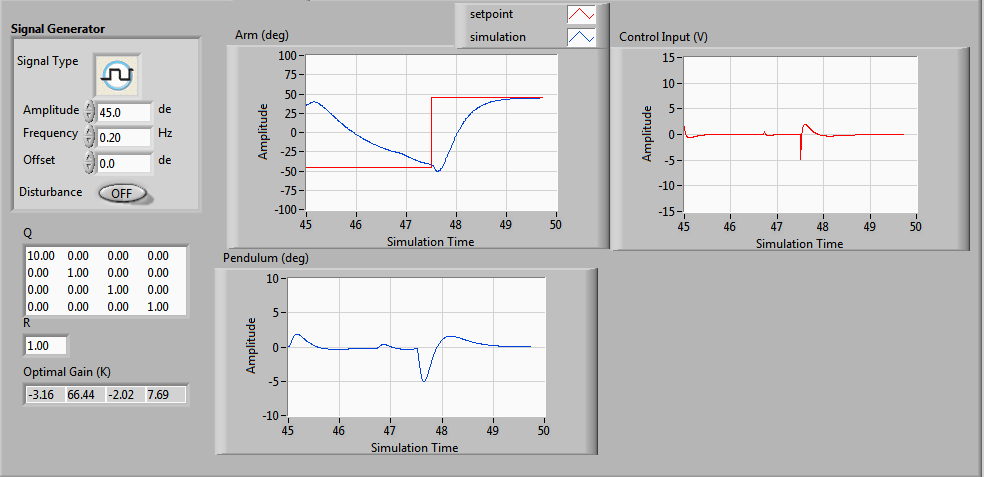 Signal Generator
Signal Type
Amplitude 45.0 de
Frequency 0.20 Hz
Offset 0.0 de
Disturbance OFF
Q
10.00 0.00 0.00 0.00
0.00 1.00 0.00 0.00
0.00 0.00 1.00 0.00
0.00 0.00 0.00 1.00
R
1.00
Optimal Gain (K)
-3.16 66.44 -2.02 7.69
setpoint
simulation
Arm (deg)
Amplitude
100
75
50
25
0
-25
-50
-75
-100
45 46 47 48 49 50
Simulation Time
Control Input (V)
Amplitude
15
10
5
0
-5
-10
-15
45 46 47 48 49 50
Simulation Time
Pendulum (deg)
Amplitude
10
5
0
-5
-10
45 46 47 48 49 50
Simulation Time